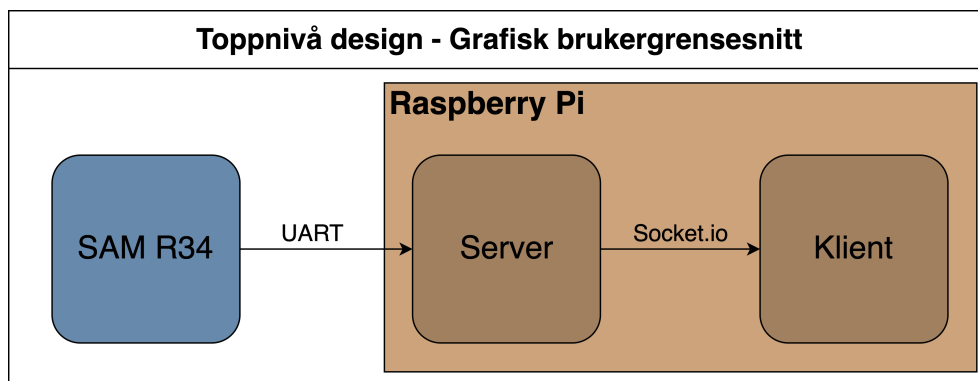 Toppnivå design - Grafisk brukergrensesnitt
Raspberry Pi
SAM R34
UART
Server
Socket.io
Klient